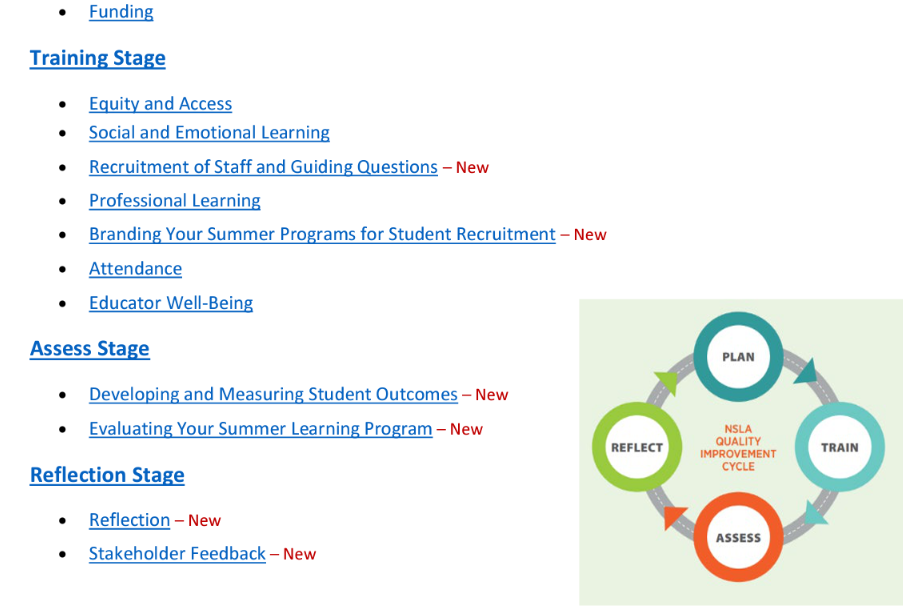 Funding
Training Stage
Equity and Access
Social and Emotional Learning
Recruitment of Staff and Guiding Questions – New
Professional Learning
Branding Your Summer Programs for Student Recruitment – New
Attendance
Educator Well-Being
Assess Stage
Developing and Measuring Student Outcomes – New
Evaluating Your Summer Learning Program – New
Reflection Stage
Reflection – New
Stakeholder Feedback – New
PLAN
REFLECT
NSLA
QUALITY
IMPROVEMENT
CYCLE
TRAIN
ASSESS